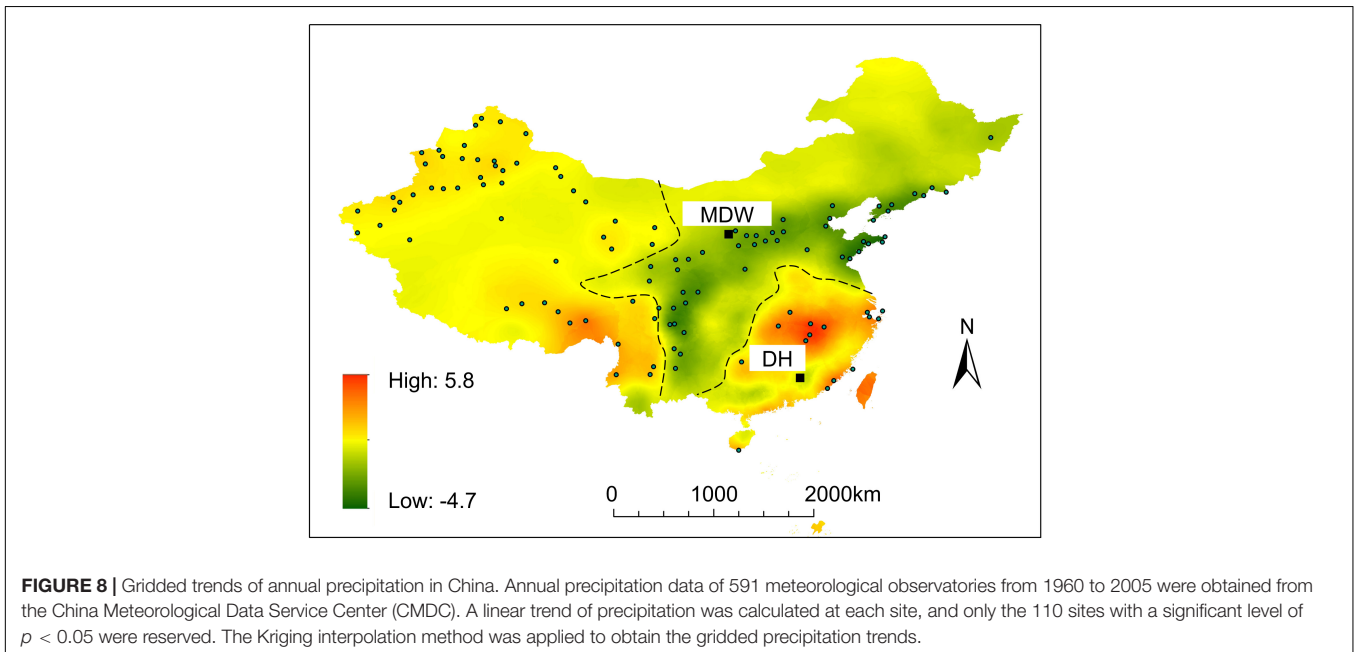 MDW
DH
N
High: 5.8
Low: -4.7
0 1000 2000km
FIGURE 8 | Gridded trends of annual precipitation in China. Annual precipitation data of 591 meteorological observatories from 1960 to 2005 were obtained from
the China Meteorological Data Service Center (CMDC). A linear trend of precipitation was calculated at each site, and only the 110 sites with a significant level of
p < 0.05 were reserved. The Kriging interpolation method was applied to obtain the gridded precipitation trends.